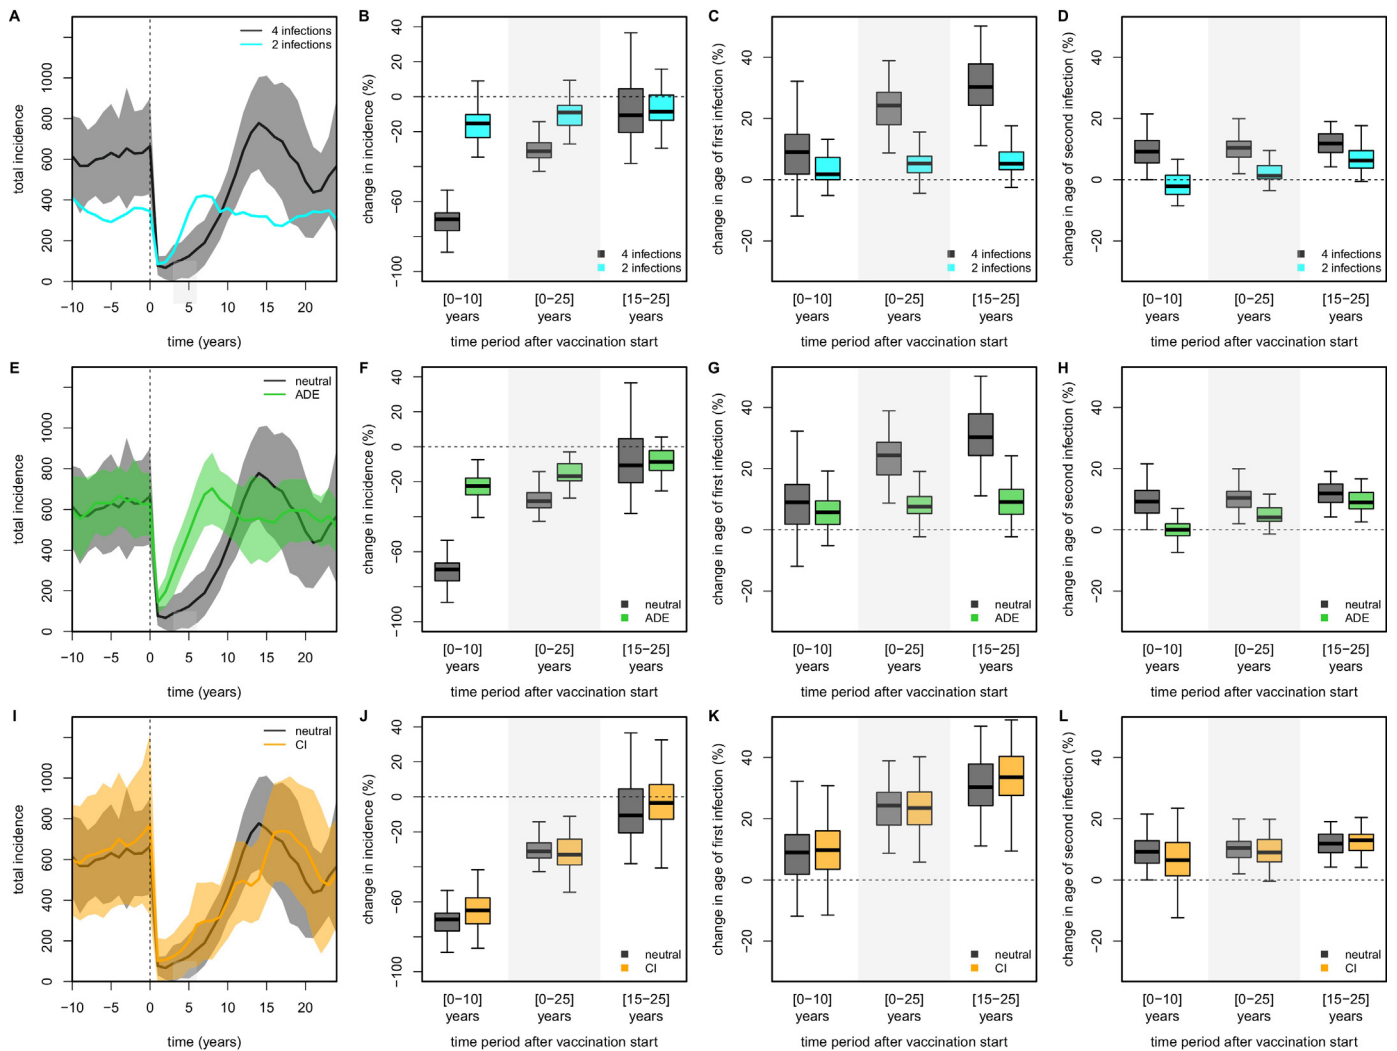 A
4 infections
2 infections
total incidence
0
200
400
600
800
1000
−10
−5
0
5
10
15
20
time (years)
B
change in incidence (%)
40
20
0
−20
−60
−100
4 infections
2 infections
[0−10]
years
[0−25]
years
[15−25]
years
time period after vaccination start
C
change in age of first infection (%)
40
20
0
−20
4 infections
2 infections
[0−10]
years
[0−25]
years
[15−25]
years
time period after vaccination start
D
change in age of second infection (%)
40
20
0
−20
4 infections
2 infections
[0−10]
years
[0−25]
years
[15−25]
years
time period after vaccination start
E
neutral
ADE
total incidence
0
200
400
600
800
1000
−10
−5
0
5
10
15
20
time (years)
F
change in incidence (%)
40
20
0
−20
−60
−100
neutral
ADE
[0−10]
years
[0−25]
years
[15−25]
years
time period after vaccination start
G
change in age of first infection (%)
40
20
0
−20
neutral
ADE
[0−10]
years
[0−25]
years
[15−25]
years
time period after vaccination start
H
change in age of second infection (%)
40
20
0
−20
neutral
ADE
[0−10]
years
[0−25]
years
[15−25]
years
time period after vaccination start
I
neutral
CI
total incidence
0
200
400
600
800
1000
−10
−5
0
5
10
15
20
time (years)
J
change in incidence (%)
40
20
0
−20
−60
−100
neutral
CI
[0−10]
years
[0−25]
years
[15−25]
years
time period after vaccination start
K
change in age of first infection (%)
40
20
0
−20
neutral
CI
[0−10]
years
[0−25]
years
[15−25]
years
time period after vaccination start
L
change in age of second infection (%)
40
20
0
−20
neutral
CI
[0−10]
years
[0−25]
years
[15−25]
years
time period after vaccination start